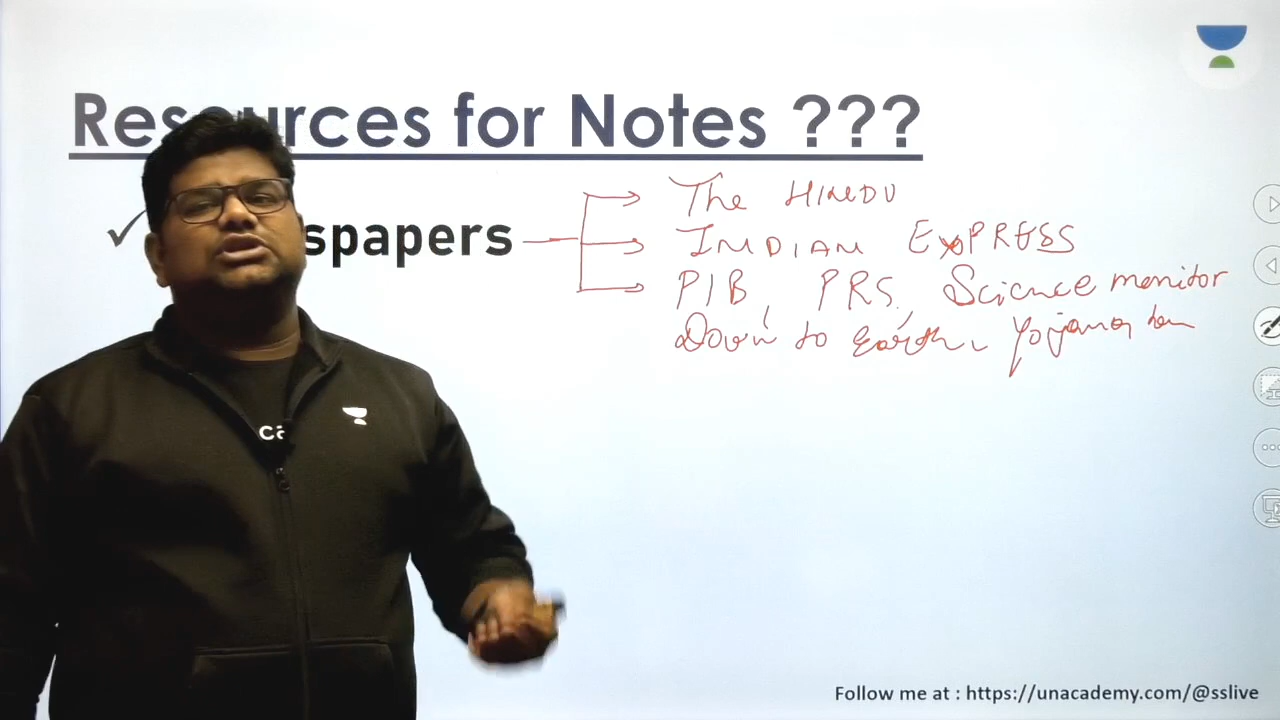 Resources for Notes ???
spapers
The HINDU
INDIAN EXPRESS
PIB, PRS, Science monitor
Down to Earth, Yojana
Follow me at : https://unacademy.com/@sslive